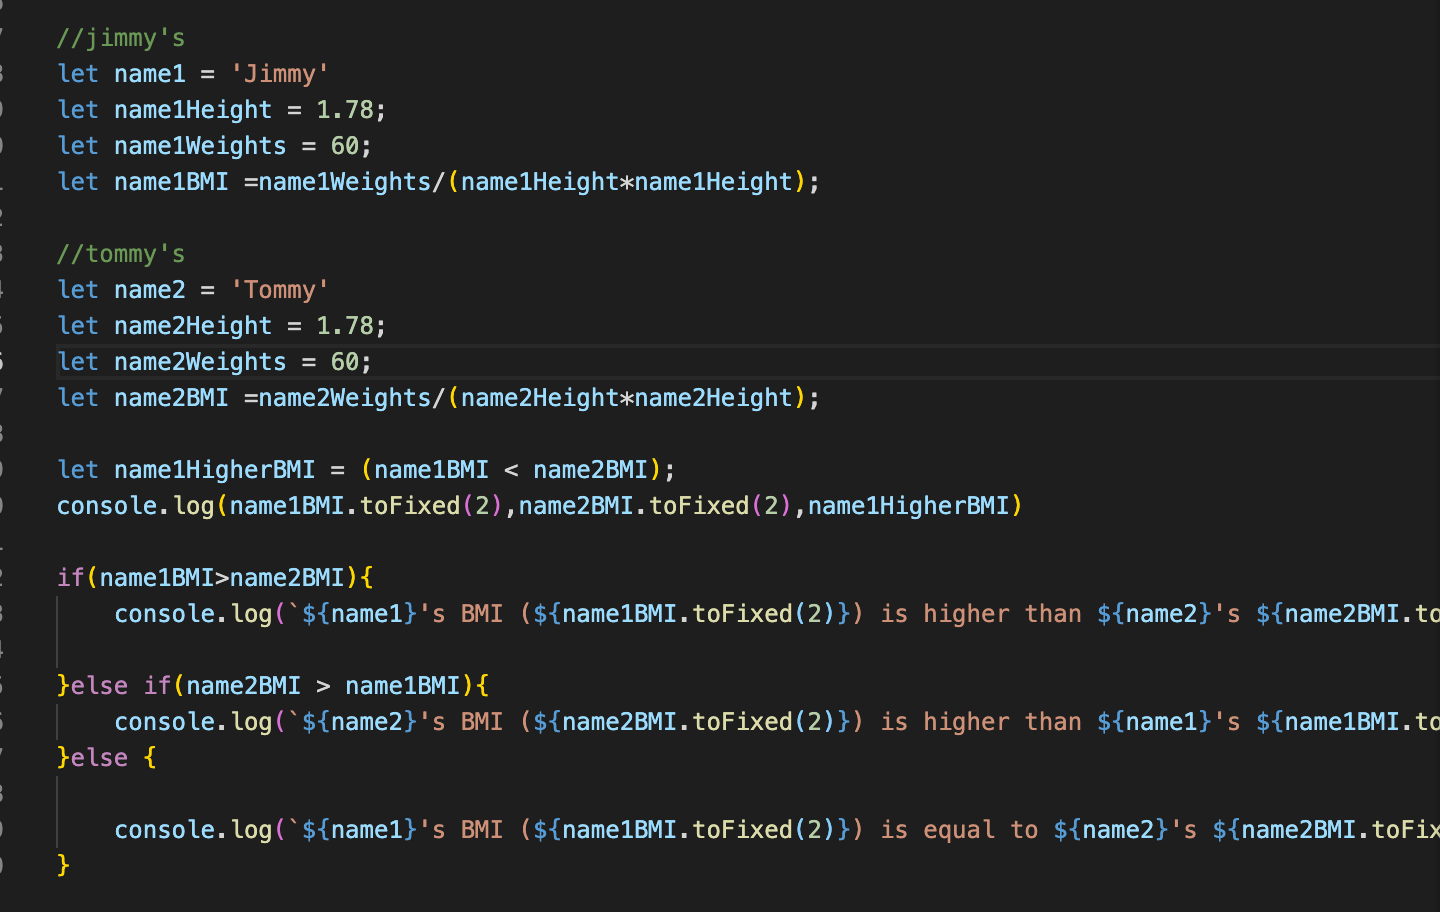 //jimmy's
let name1 = 'Jimmy'
let name1Height = 1.78;
let name1Weights = 60;
let name1BMI =name1Weights/(name1Height*name1Height);
//tommy's
let name2 = 'Tommy'
let name2Height = 1.78;
let name2Weights = 60;
let name2BMI =name2Weights/(name2Height*name2Height);
let name1HigherBMI = (name1BMI < name2BMI);
console.log(name1BMI.toFixed(2),name2BMI.toFixed(2),name1HigherBMI)
if(name1BMI>name2BMI){
console.log(`${name1}'s BMI (${name1BMI.toFixed(2)}) is higher than ${name2}'s ${name2BMI.to
}else if(name2BMI > name1BMI){
console.log(`${name2}'s BMI (${name2BMI.toFixed(2)}) is higher than ${name1}'s ${name1BMI.to
}else {
console.log(`${name1}'s BMI (${name1BMI.toFixed(2)}) is equal to ${name2}'s ${name2BMI.toFix
}